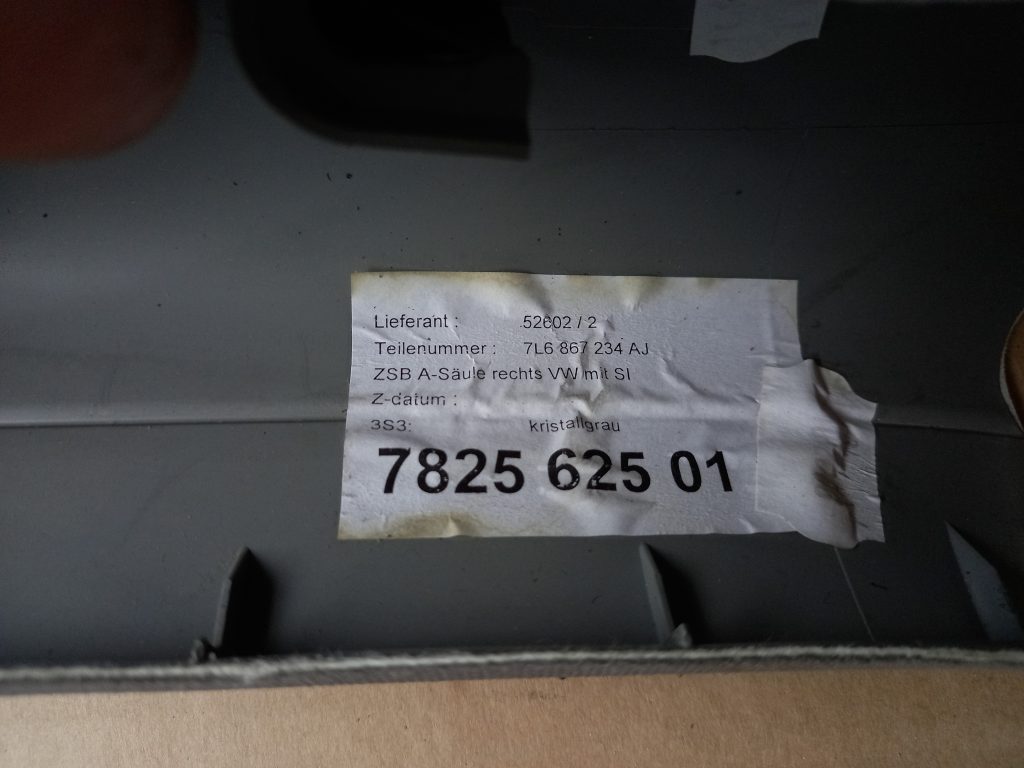 Lieferant : 52602 / 2
Teilenummer : 7L6 867 234 AJ
ZSB A-Säule rechts VW mit SI
Z-datum :
3S3: kristallgrau
7825 625 01